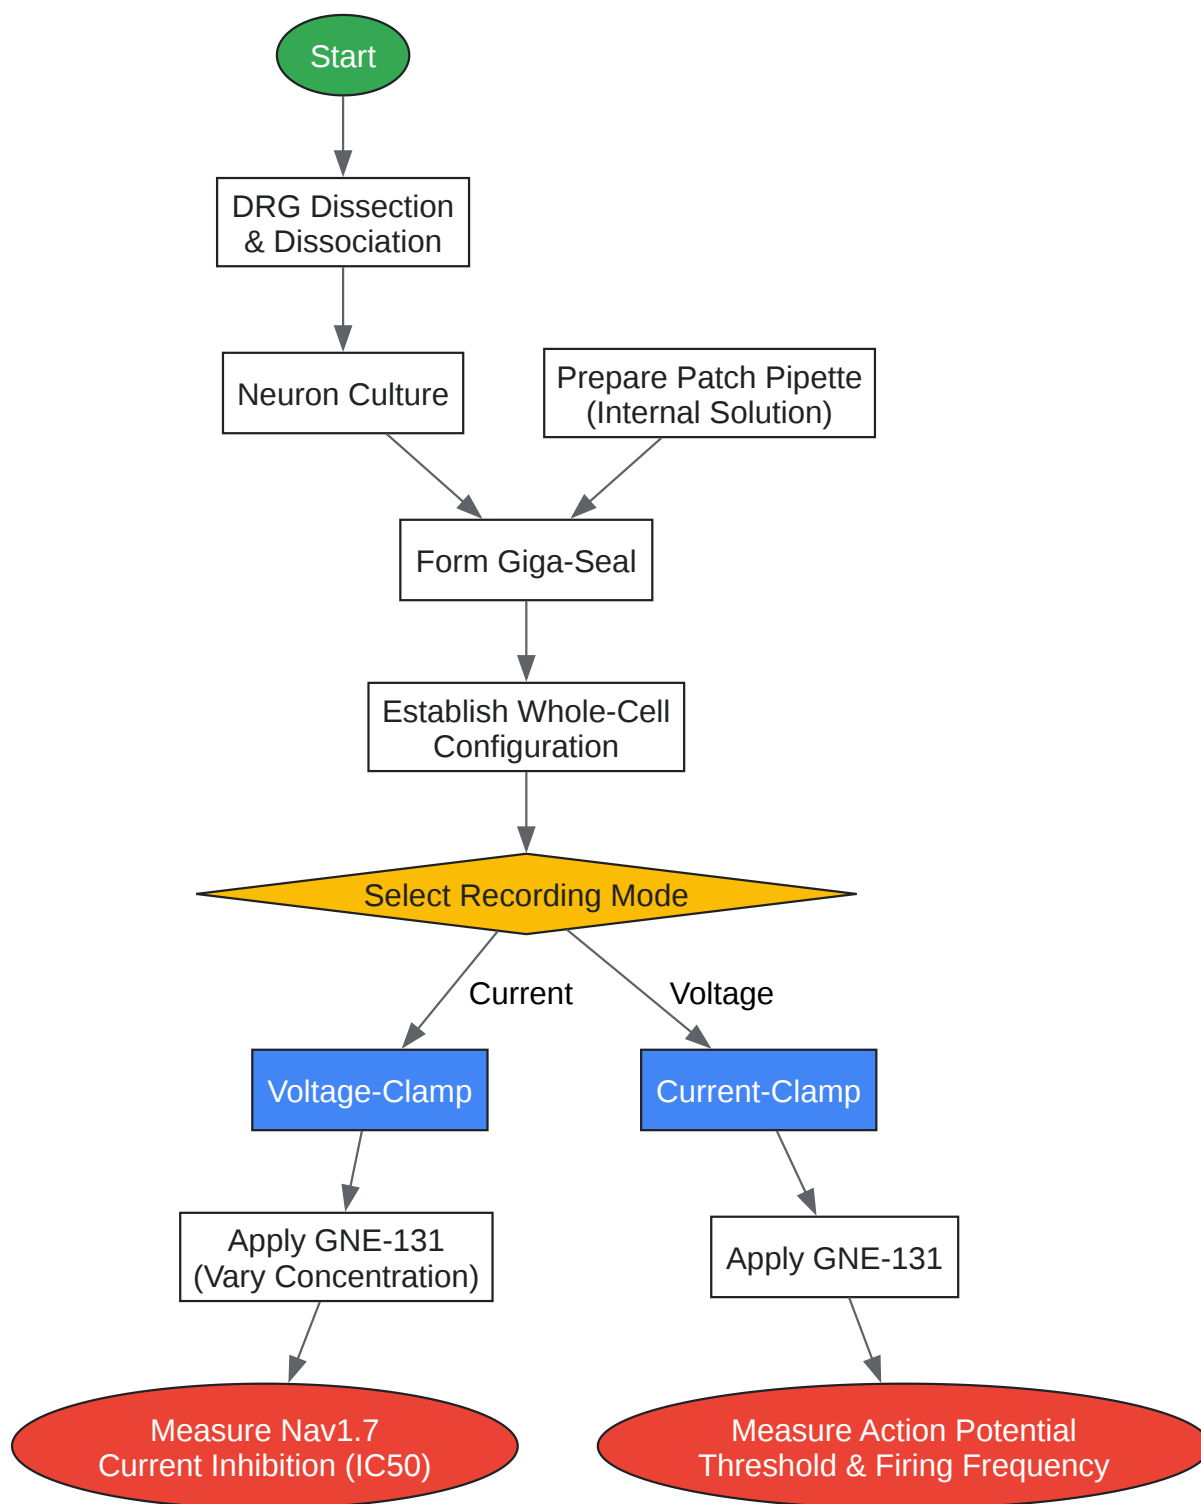 Start
DRG Dissection
& Dissociation
Neuron Culture
Prepare Patch Pipette
(Internal Solution)
Form Giga-Seal
Establish Whole-Cell
Configuration
Select Recording Mode
Current
Voltage
Voltage-Clamp
Current-Clamp
Apply GNE-131
(Vary Concentration)
Apply GNE-131
Measure Nav1.7
Current Inhibition (IC50)
Measure Action Potential
Threshold & Firing Frequency